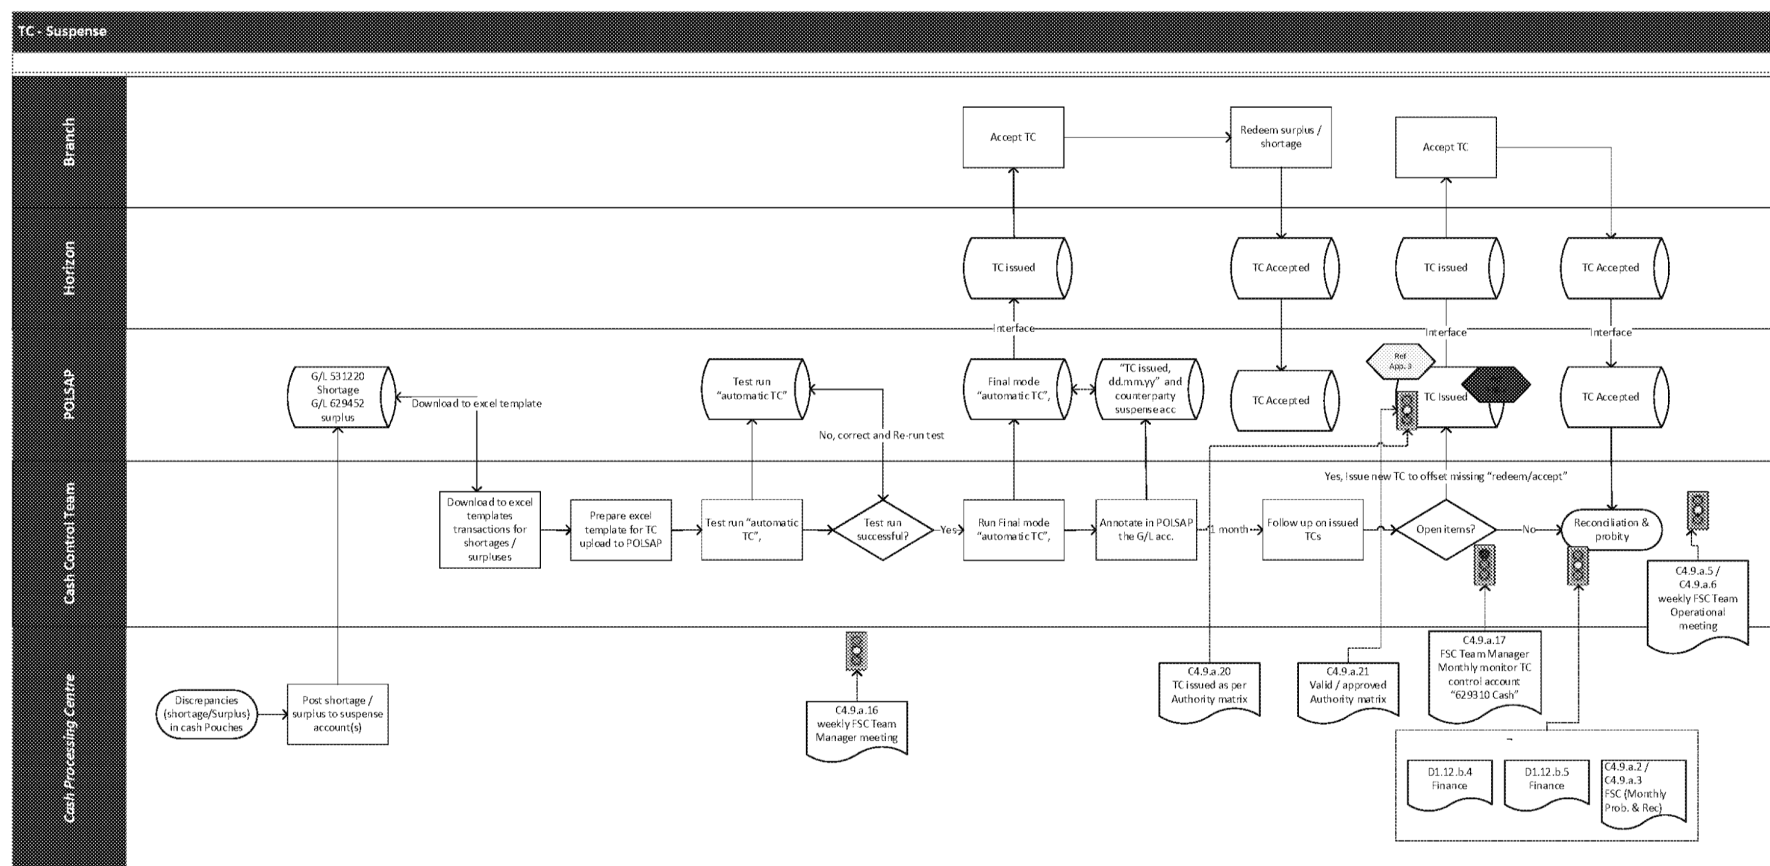 TC - Suspense
Branch
Accept TC
Redeem surplus /
shortage
Accept TC
Horizon
TC issued
TC Accepted
TC issued
TC Accepted
Interface
Interface
Interface
POLSAP
G/L 531220
Shortage
G/L 629452
surplus
Download to excel template
Test run
"automatic TC"
No, correct and Re-run test
Final mode
"automatic TC",
"TC issued,
dd.mm.yy" and
counterparty
suspense acc
TC Accepted
Ref
App. 3
TC Issued
TC Accepted
Yes, Issue new TC to offset missing "redeem/accept"
Cash Control Team
Download to excel
templates
transactions for
shortages /
surpluses
Prepare excel
template for TC
upload to POLSAP
Test run "automatic
TC",
Test run
successful?
Yes
Run Final mode
"automatic TC",
Annotate in POLSAP
the G/L acc.
1 month
Follow up on issued
TCs
Open items?
No
Reconciliation &
probity
C4.9.a.5 /
C4.9.a.6
weekly FSC Team
Operational
meeting
Cash Processing Centre
Discrepancies
(shortage/Surplus)
in cash Pouches
Post shortage /
surplus to suspense
account(s)
C4.9.a.16
weekly FSC Team
Manager meeting
C4.9.a.20
TC issued as per
Authority matrix
C4.9.a.21
Valid / approved
Authority matrix
C4.9.a.17
FSC Team Manager
Monthly monitor TC
control account
"629310 Cash"
D1.12.b.4
Finance
D1.12.b.5
Finance
C4.9.a.2 /
C4.9.a.3
FSC (Monthly
Prob. & Rec)